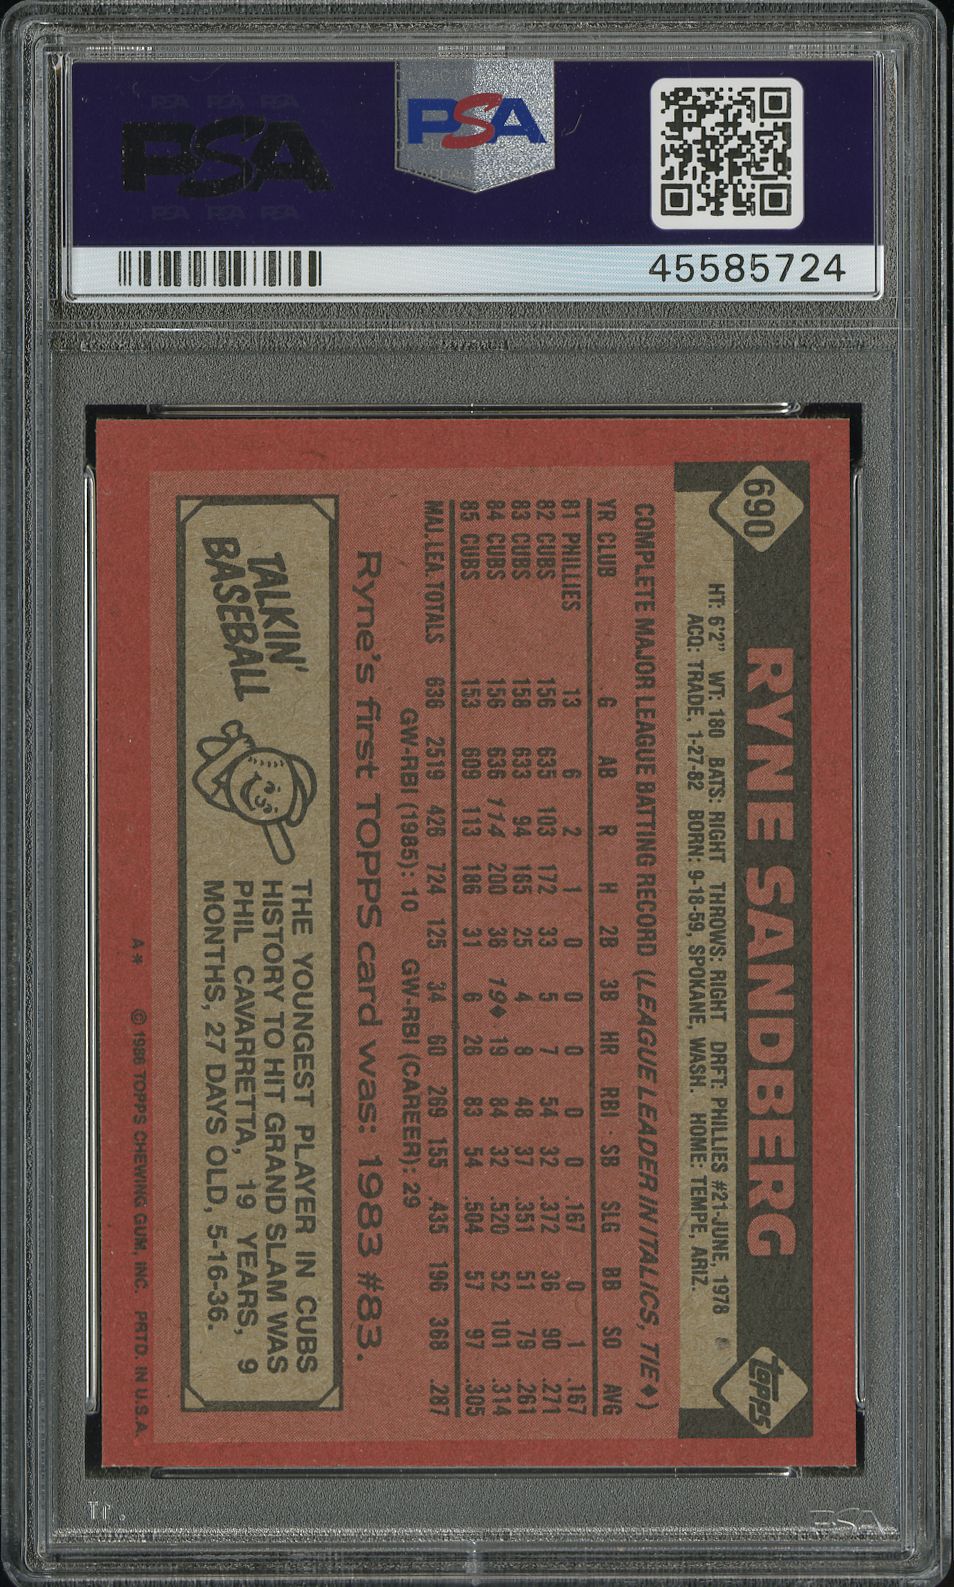 PSA PSA PSA
PSA
PSA PSA PSA
PSA
45585724
690
RYNE SANDBERG
topps
HT: 6'2" WT: 180 BATS: RIGHT THROWS: RIGHT DRFT: PHILLIES #21-JUNE, 1978
ACQ: TRADE, 1-27-82 BORN: 9-18-59, SPOKANE, WASH. HOME: TEMPE, ARIZ.
COMPLETE MAJOR LEAGUE BATTING RECORD (LEAGUE LEADER IN ITALICS, TIE ♦)
YR CLUB G AB R H 2B 3B HR RBI SB SLG BB SO AVG
81 PHILLIES 13 6 2 1 0 0 0 0 0 .167 0 1 .167
82 CUBS 156 635 103 172 33 5 7 54 32 .372 36 90 .271
83 CUBS 158 633 94 165 25 4 8 48 37 .351 51 79 .261
84 CUBS 156 636 114 200 36 19♦ 19 84 32 .520 52 101 .314
85 CUBS 153 609 113 186 31 6 26 83 54 .504 57 97 .305
MAJ. LEA. TOTALS 636 2519 426 724 125 34 60 269 155 .435 196 368 .287
GW-RBI (1985): 10 GW-RBI (CAREER): 29
Ryne's first TOPPS card was: 1983 #83.
TALKIN'
BASEBALL
THE YOUNGEST PLAYER IN CUBS
HISTORY TO HIT GRAND SLAM WAS
PHIL CAVARRETTA, 19 YEARS, 9
MONTHS, 27 DAYS OLD, 5-16-36.
A* © 1986 TOPPS CHEWING GUM, INC. PRTD. IN U.S.A.
PSA